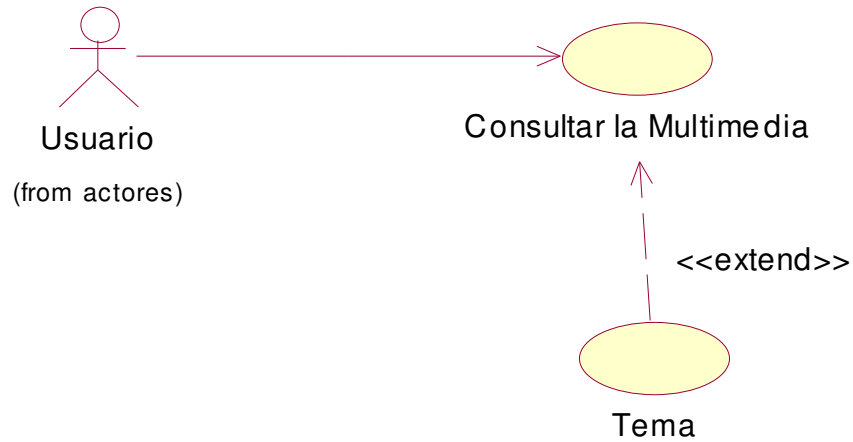 Usuario
(from actores)
Consultar la Multimedia
<<extend>>
Tema